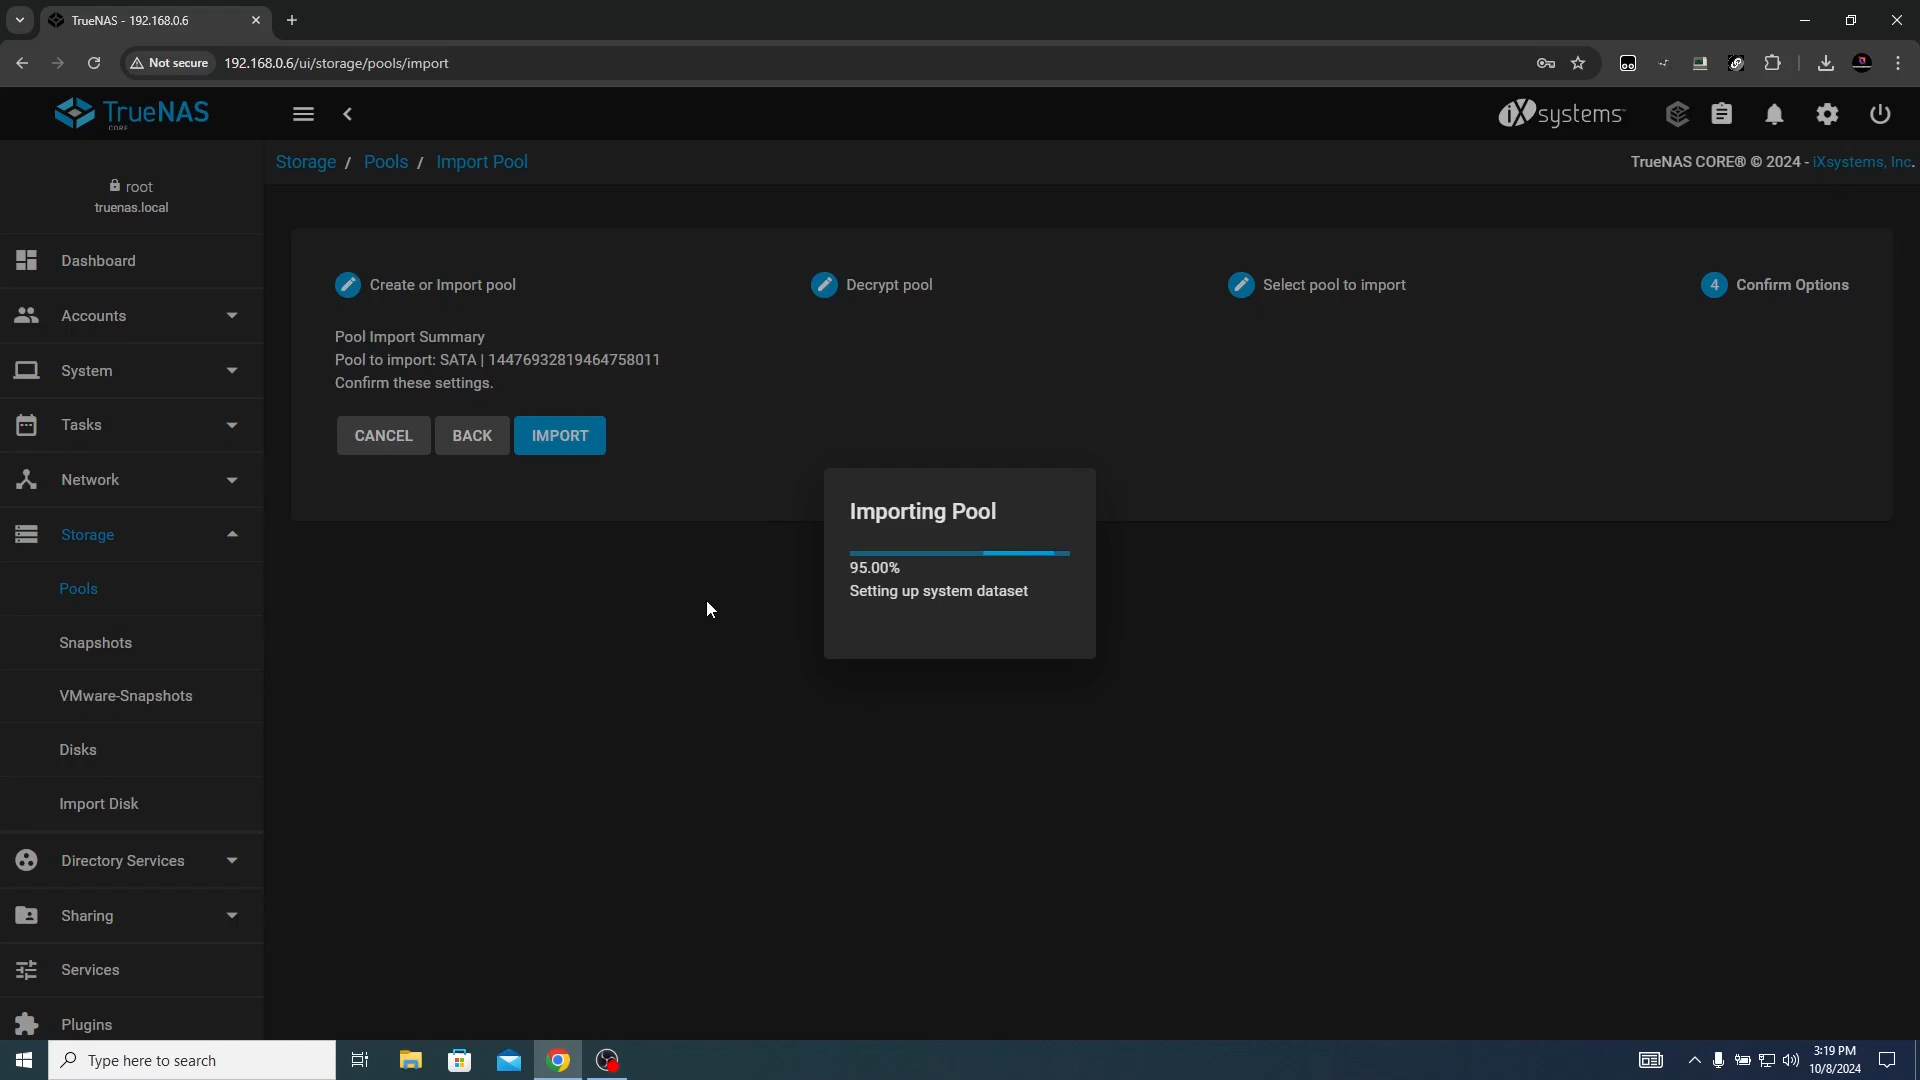 TrueNAS - 192.168.0.6
Not secure 192.168.0.6/ui/storage/pools/import
TrueNAS
CORE
iXsystems
Storage / Pools / Import Pool
TrueNAS CORE® © 2024 - iXsystems, Inc.
root
truenas.local
Dashboard
Accounts
System
Tasks
Network
Storage
Pools
Snapshots
VMware-Snapshots
Disks
Import Disk
Directory Services
Sharing
Services
Plugins
Create or Import pool
Decrypt pool
Select pool to import
4 Confirm Options
Pool Import Summary
Pool to import: SATA | 14476932819464758011
Confirm these settings.
CANCEL BACK IMPORT
Importing Pool
95.00%
Setting up system dataset
Type here to search
3:19 PM
10/8/2024